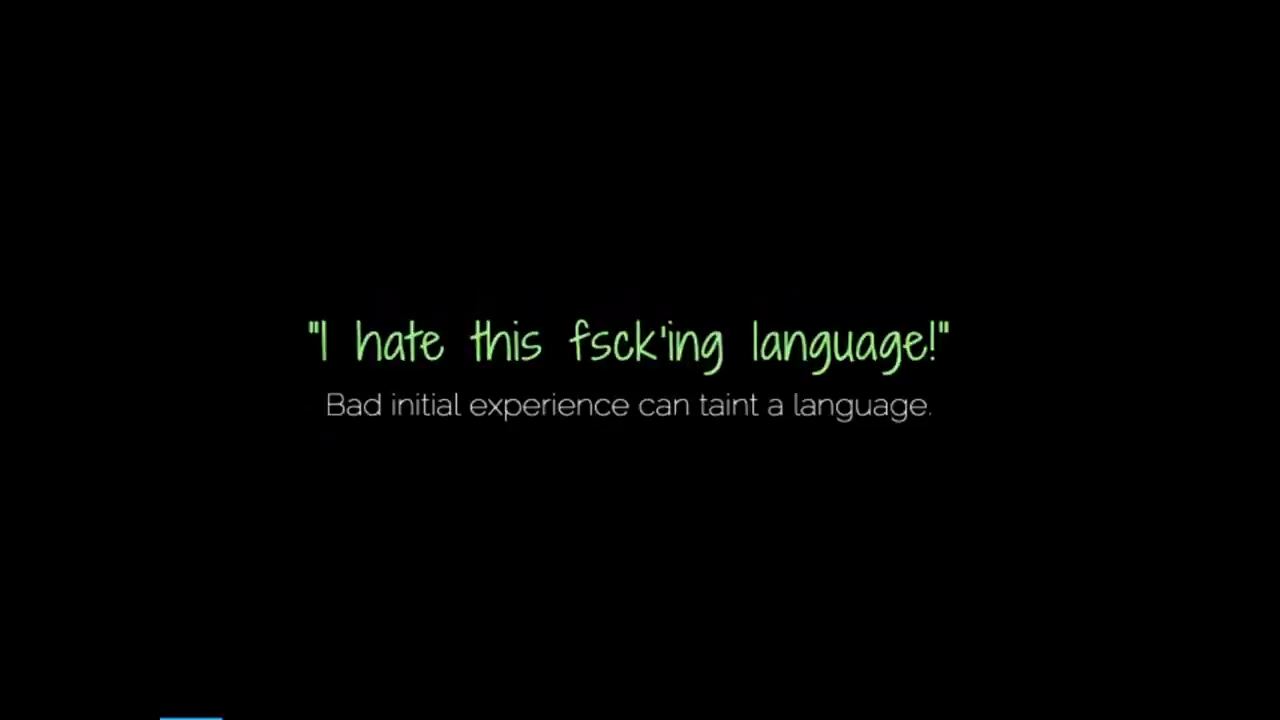 "I hate this fsck'ing language!"
Bad initial experience can taint a language.